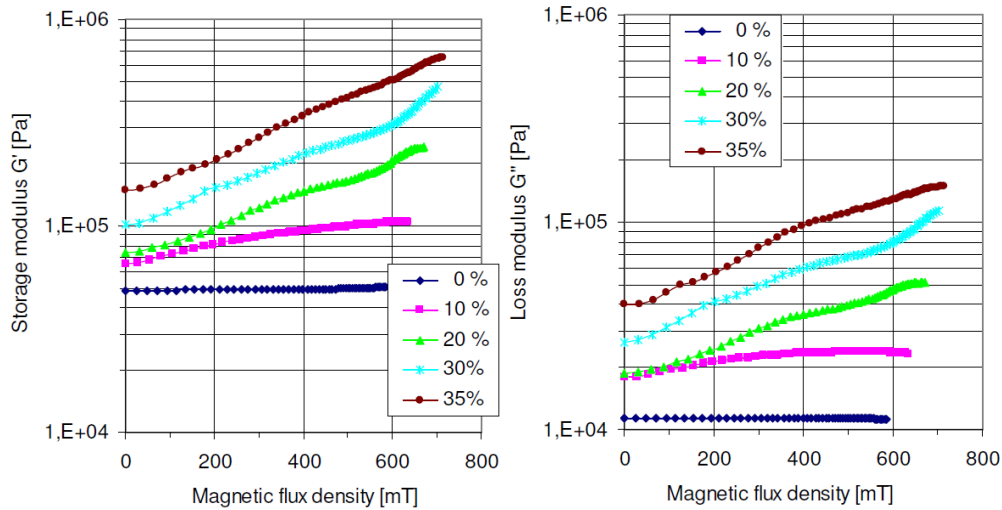 1,E+06
1,E+05
1,E+04
Storage modulus G' [Pa]
0 %
10 %
20 %
30%
35%
0
200
400
600
Magnetic flux density [mT]
1,E+06
1,E+05
1,E+04
Loss modulus G" [Pa]
0 %
10 %
20 %
30%
35%
0
200
400
600
Magnetic flux density [mT]